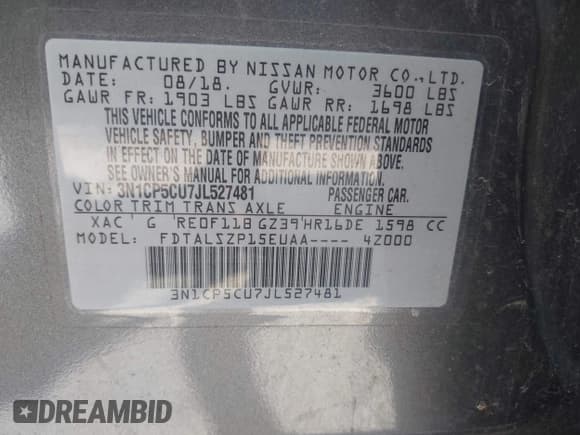 MANUFACTURED BY NISSAN MOTOR CO., LTD.
DATE: 08/18. GVWR: 3600 LBS
GAWR FR: 1903 LBS GAWR RR: 1698 LBS
THIS VEHICLE CONFORMS TO ALL APPLICABLE FEDERAL MOTOR
VEHICLE SAFETY, BUMPER AND THEFT PREVENTION STANDARDS
IN EFFECT ON THE DATE OF MANUFACTURE SHOWN ABOVE.
SEE OWNER'S MANUAL FOR ADDITIONAL INFORMATION.
VIN: 3N1CP5CU7JL527481 PASSENGER CAR.
COLOR TRIM TRANS AXLE ENGINE
XAC G RE0F11B GZ39 HR16DE 1598 CC
MODEL: FDTALSZP15EUAA---- 4Z000
3N1CP5CU7JL527481
DREAMBID